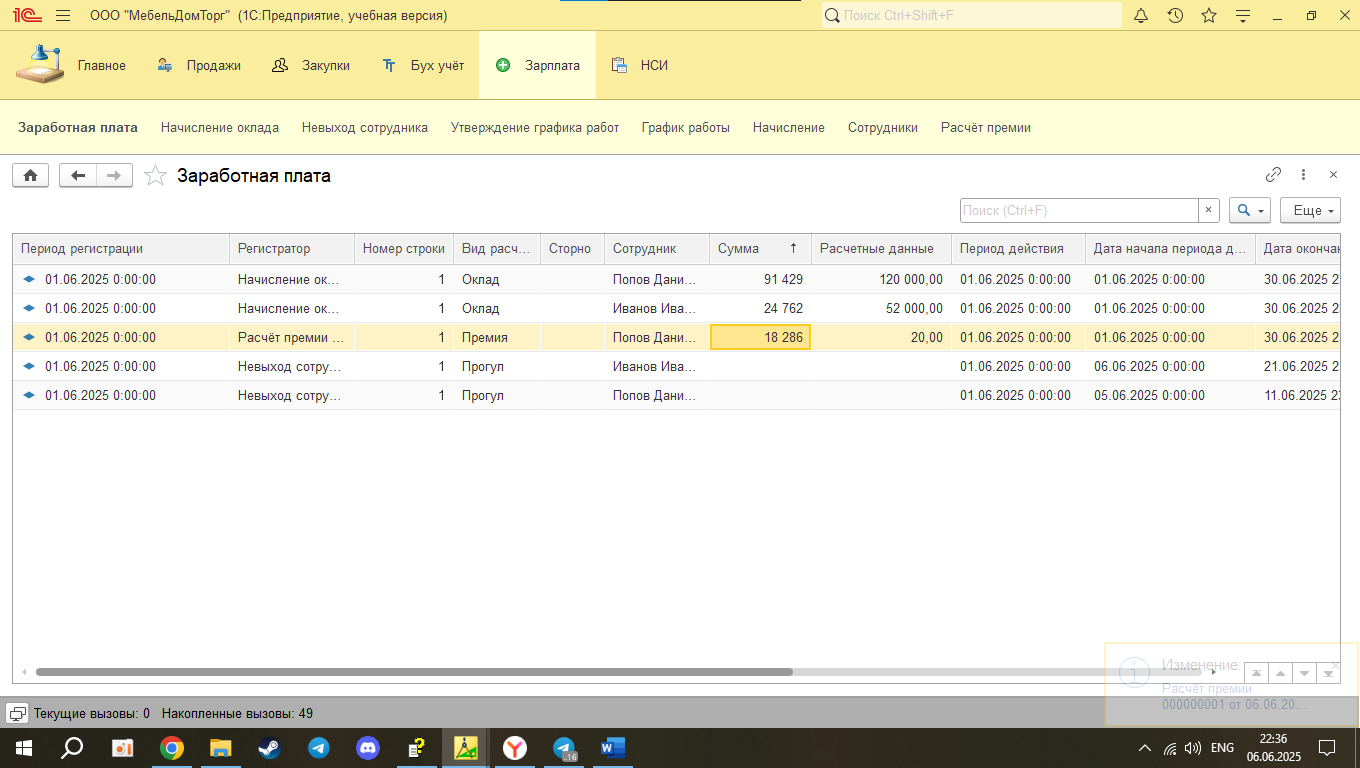 ООО "МебельДомТорг" (1С:Предприятие, учебная версия)
Поиск Ctrl+Shift+F
Главное Продажи Закупки Бух учёт Зарплата НСИ
Заработная плата Начисление оклада Невыход сотрудника Утверждение графика работ График работы Начисление Сотрудники Расчёт премии
Заработная плата
Поиск (Ctrl+F) × Еще
Период регистрации Регистратор Номер строки Вид расч... Сторно Сотрудник Сумма ↑ Расчетные данные Период действия Дата начала периода д... Дата окончан
01.06.2025 0:00:00 Начисление ок... 1 Оклад Попов Дани... 91 429 120 000,00 01.06.2025 0:00:00 01.06.2025 0:00:00 30.06.2025 2
01.06.2025 0:00:00 Начисление ок... 1 Оклад Иванов Ива... 24 762 52 000,00 01.06.2025 0:00:00 01.06.2025 0:00:00 30.06.2025 2
01.06.2025 0:00:00 Расчёт премии ... 1 Премия Попов Дани... 18 286 20,00 01.06.2025 0:00:00 01.06.2025 0:00:00 30.06.2025 2
01.06.2025 0:00:00 Невыход сотру... 1 Прогул Иванов Ива... 01.06.2025 0:00:00 06.06.2025 0:00:00 21.06.2025 2
01.06.2025 0:00:00 Невыход сотру... 1 Прогул Попов Дани... 01.06.2025 0:00:00 05.06.2025 0:00:00 11.06.2025 23
Изменение:
Расчёт премии
000000001 от 06.06.20...
Текущие вызовы: 0 Накопленные вызовы: 49
.16
ENG
22:36
06.06.2025